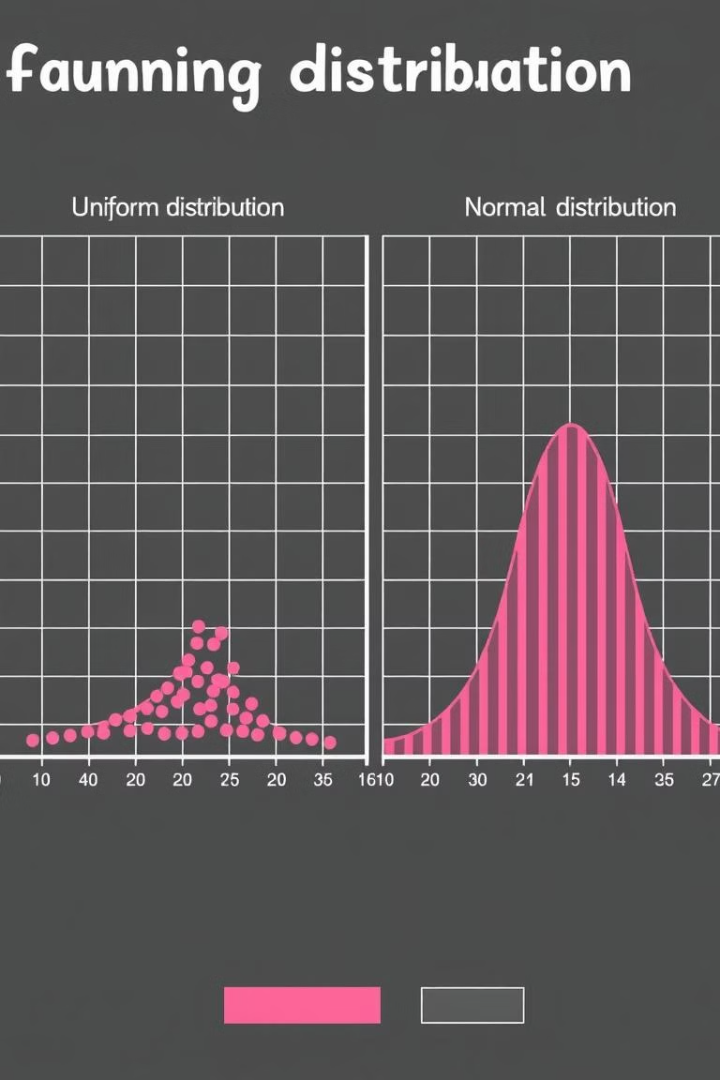 faunning distribıation
Uniform distribution
Normal distribution
10 40 20 20 25 20 35 16
10 20 30 21 15 14 35 27